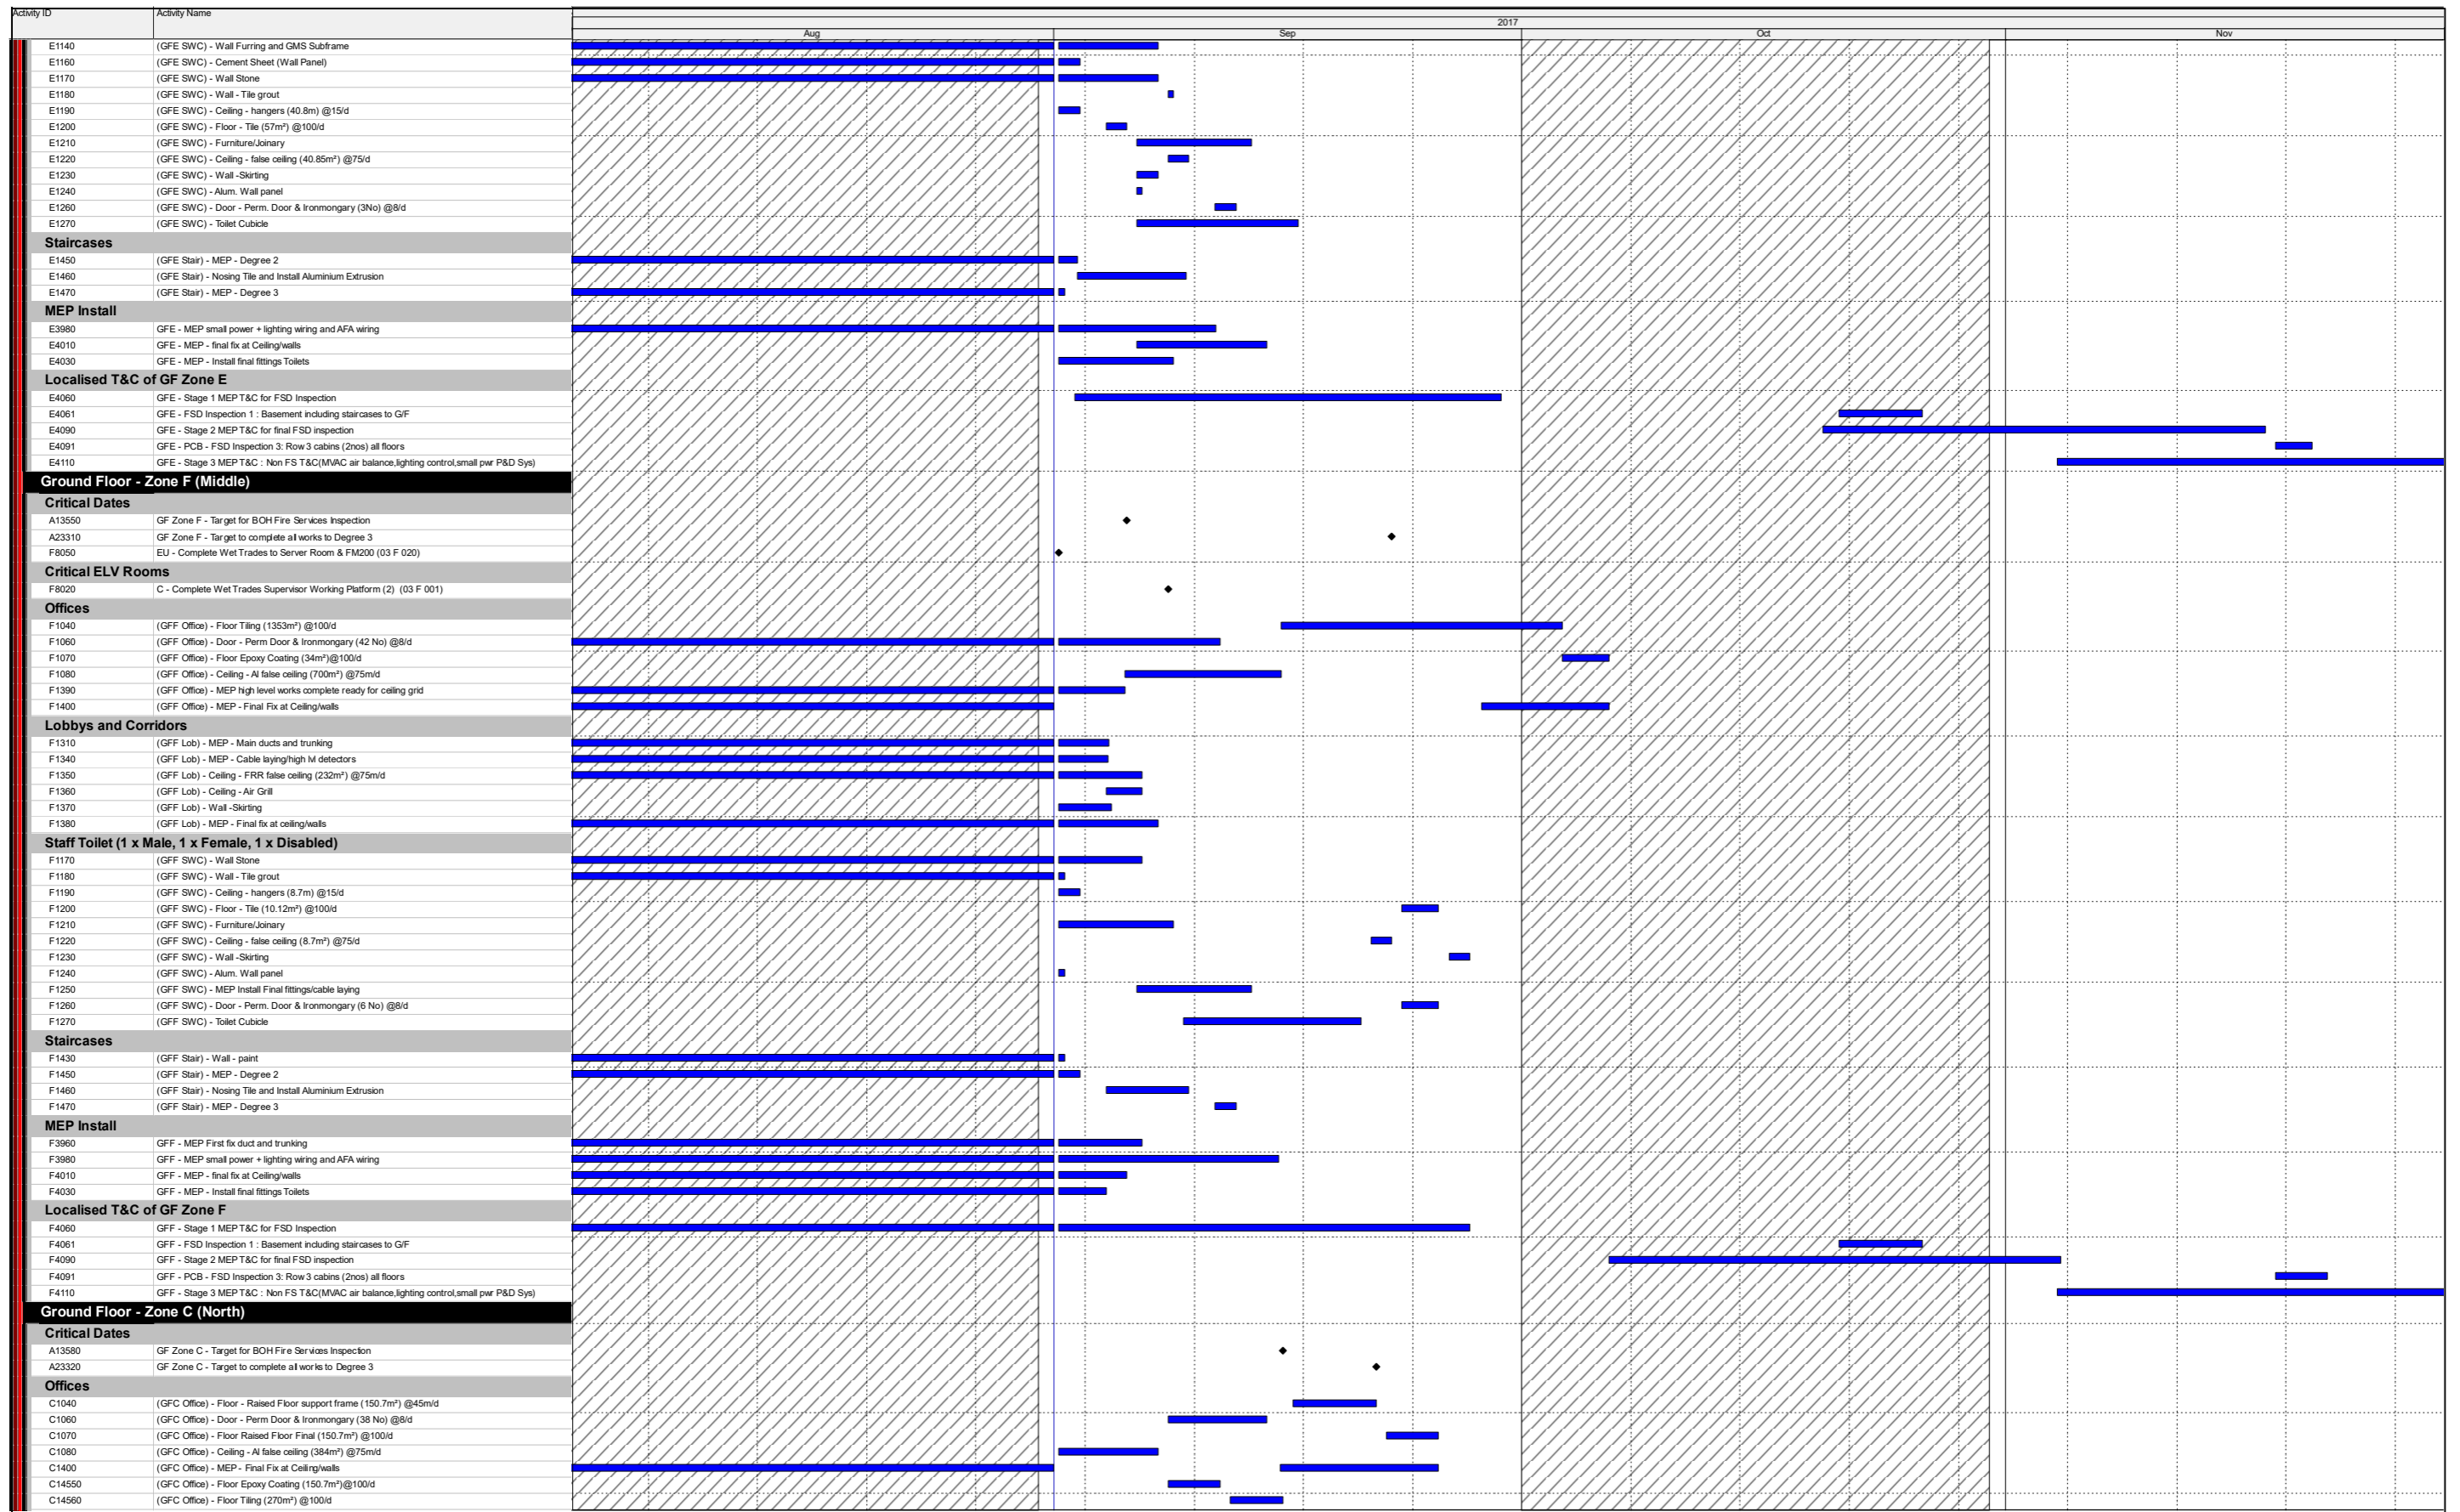 Activity ID Activity Name
2017
Aug Sep Oct Nov
E1140 (GFE SWC) - Wall Furring and GMS Subframe
E1160 (GFE SWC) - Cement Sheet (Wall Panel)
E1170 (GFE SWC) - Wall Stone
E1180 (GFE SWC) - Wall - Tile grout
E1190 (GFE SWC) - Ceiling - hangers (40.8m) @15/d
E1200 (GFE SWC) - Floor - Tile (57m²) @100/d
E1210 (GFE SWC) - Furniture/Joinary
E1220 (GFE SWC) - Ceiling - false ceiling (40.85m²) @75/d
E1230 (GFE SWC) - Wall -Skirting
E1240 (GFE SWC) - Alum. Wall panel
E1260 (GFE SWC) - Door - Perm. Door & Ironmongary (3No) @8/d
E1270 (GFE SWC) - Toilet Cubicle
Staircases
E1450 (GFE Stair) - MEP - Degree 2
E1460 (GFE Stair) - Nosing Tile and Install Aluminium Extrusion
E1470 (GFE Stair) - MEP - Degree 3
MEP Install
E3980 GFE - MEP small power + lighting wiring and AFA wiring
E4010 GFE - MEP - final fix at Ceiling/walls
E4030 GFE - MEP - Install final fittings Toilets
Localised T&C of GF Zone E
E4060 GFE - Stage 1 MEP T&C for FSD Inspection
E4061 GFE - FSD Inspection 1 : Basement including staircases to G/F
E4090 GFE - Stage 2 MEP T&C for final FSD inspection
E4091 GFE - PCB - FSD Inspection 3: Row 3 cabins (2nos) all floors
E4110 GFE - Stage 3 MEP T&C : Non FS T&C(MVAC air balance,lighting control,small pwr P&D Sys)
Ground Floor - Zone F (Middle)
Critical Dates
A13550 GF Zone F - Target for BOH Fire Services Inspection
A23310 GF Zone F - Target to complete all works to Degree 3
F8050 EU - Complete Wet Trades to Server Room & FM200 (03 F 020)
Critical ELV Rooms
F8020 C - Complete Wet Trades Supervisor Working Platform (2) (03 F 001)
Offices
F1040 (GFF Office) - Floor Tiling (1353m²) @100/d
F1060 (GFF Office) - Door - Perm Door & Ironmongary (42 No) @8/d
F1070 (GFF Office) - Floor Epoxy Coating (34m²)@100/d
F1080 (GFF Office) - Ceiling - Al false ceiling (700m²) @75m/d
F1390 (GFF Office) - MEP high level works complete ready for ceiling grid
F1400 (GFF Office) - MEP - Final Fix at Ceiling/walls
Lobbys and Corridors
F1310 (GFF Lob) - MEP - Main ducts and trunking
F1340 (GFF Lob) - MEP - Cable laying/high lvl detectors
F1350 (GFF Lob) - Ceiling - FRR false ceiling (232m²) @75m/d
F1360 (GFF Lob) - Ceiling - Air Grill
F1370 (GFF Lob) - Wall -Skirting
F1380 (GFF Lob) - MEP - Final fix at ceiling/walls
Staff Toilet (1 x Male, 1 x Female, 1 x Disabled)
F1170 (GFF SWC) - Wall Stone
F1180 (GFF SWC) - Wall - Tile grout
F1190 (GFF SWC) - Ceiling - hangers (8.7m) @15/d
F1200 (GFF SWC) - Floor - Tile (10.12m²) @100/d
F1210 (GFF SWC) - Furniture/Joinary
F1220 (GFF SWC) - Ceiling - false ceiling (8.7m²) @75/d
F1230 (GFF SWC) - Wall -Skirting
F1240 (GFF SWC) - Alum. Wall panel
F1250 (GFF SWC) - MEP Install Final fittings/cable laying
F1260 (GFF SWC) - Door - Perm. Door & Ironmongary (6 No) @8/d
F1270 (GFF SWC) - Toilet Cubicle
Staircases
F1430 (GFF Stair) - Wall - paint
F1450 (GFF Stair) - MEP - Degree 2
F1460 (GFF Stair) - Nosing Tile and Install Aluminium Extrusion
F1470 (GFF Stair) - MEP - Degree 3
MEP Install
F3960 GFF - MEP First fix duct and trunking
F3980 GFF - MEP small power + lighting wiring and AFA wiring
F4010 GFF - MEP - final fix at Ceiling/walls
F4030 GFF - MEP - Install final fittings Toilets
Localised T&C of GF Zone F
F4060 GFF - Stage 1 MEP T&C for FSD Inspection
F4061 GFF - FSD Inspection 1 : Basement including staircases to G/F
F4090 GFF - Stage 2 MEP T&C for final FSD inspection
F4091 GFF - PCB - FSD Inspection 3: Row 3 cabins (2nos) all floors
F4110 GFF - Stage 3 MEP T&C : Non FS T&C(MVAC air balance,lighting control,small pwr P&D Sys)
Ground Floor - Zone C (North)
Critical Dates
A13580 GF Zone C - Target for BOH Fire Services Inspection
A23320 GF Zone C - Target to complete all works to Degree 3
Offices
C1040 (GFC Office) - Floor - Raised Floor support frame (150.7m²) @45m/d
C1060 (GFC Office) - Door - Perm Door & Ironmongary (38 No) @8/d
C1070 (GFC Office) - Floor Raised Floor Final (150.7m²) @100/d
C1080 (GFC Office) - Ceiling - Al false ceiling (384m²) @75m/d
C1400 (GFC Office) - MEP - Final Fix at Ceiling/walls
C14550 (GFC Office) - Floor Epoxy Coating (150.7m²)@100/d
C14560 (GFC Office) - Floor Tiling (270m²) @100/d